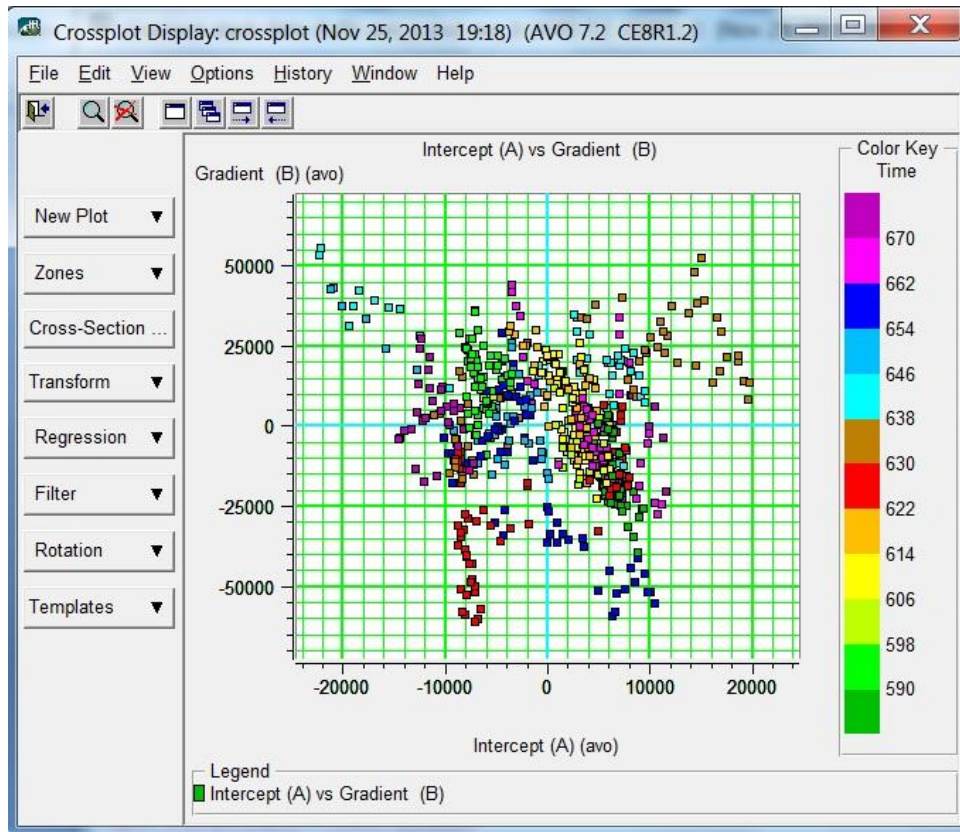 Crossplot Display: crossplot (Nov 25, 2013 19:18) (AVO 7.2 CE8R1.2)
File Edit View Options History Window Help
Intercept (A) vs Gradient (B)
Gradient (B) (avo)
Color Key
Time
New Plot
Zones
Cross-Section ...
Transform
Regression
Filter
Rotation
Templates
50000
25000
0
-25000
-50000
-20000 -10000 0 10000 20000
Intercept (A) (avo)
670
662
654
646
638
630
622
614
606
598
590
Legend
Intercept (A) vs Gradient (B)